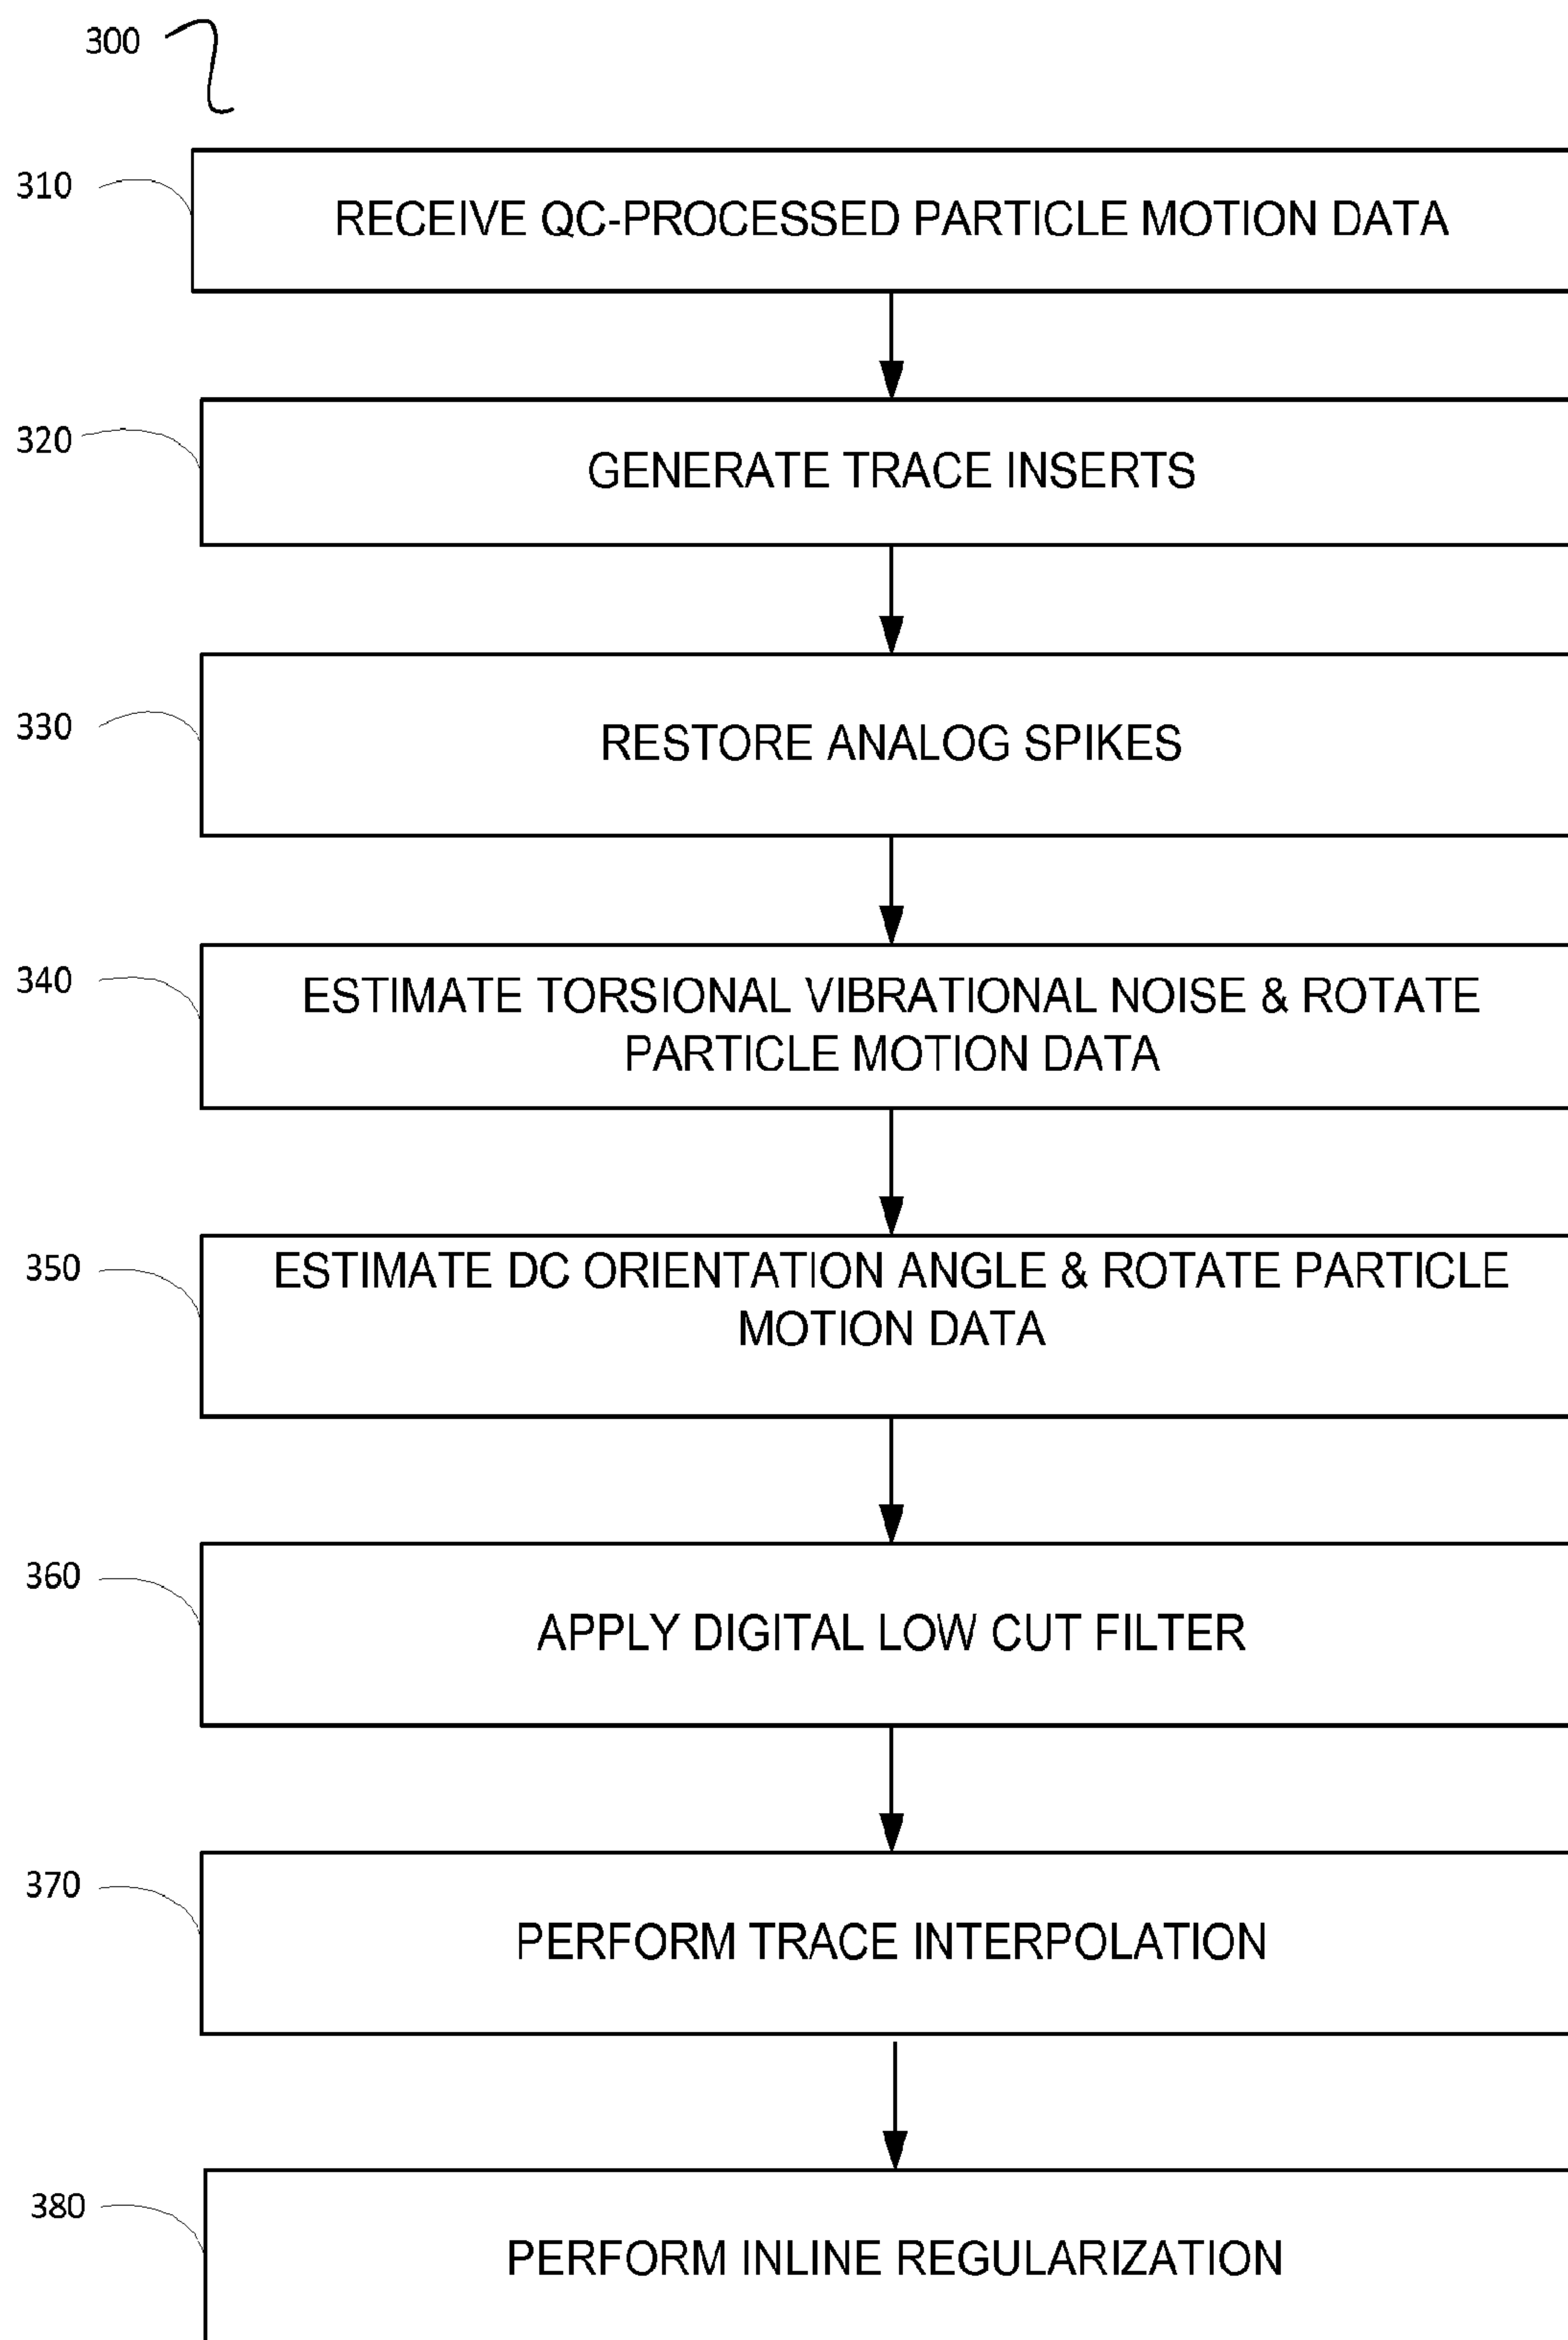 300
310
RECEIVE QC-PROCESSED PARTICLE MOTION DATA
320
GENERATE TRACE INSERTS
330
RESTORE ANALOG SPIKES
340
ESTIMATE TORSIONAL VIBRATIONAL NOISE & ROTATE
PARTICLE MOTION DATA
350
ESTIMATE DC ORIENTATION ANGLE & ROTATE PARTICLE
MOTION DATA
360
APPLY DIGITAL LOW CUT FILTER
370
PERFORM TRACE INTERPOLATION
380
PERFORM INLINE REGULARIZATION